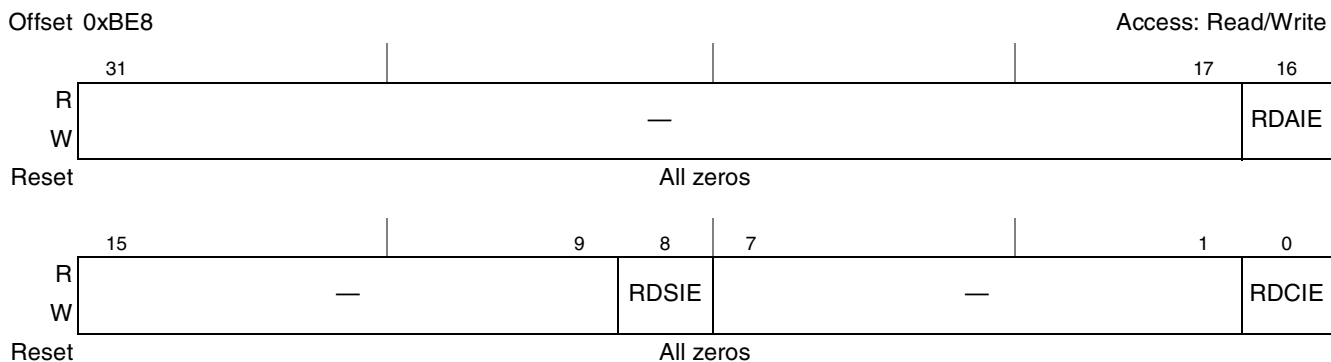 Offset 0xBE8 Access: Read/Write
31 17 16
R
— RDAIE
W
Reset All zeros
15 9 8 7 1 0
R
— RDSIE — RDCIE
W
Reset All zeros